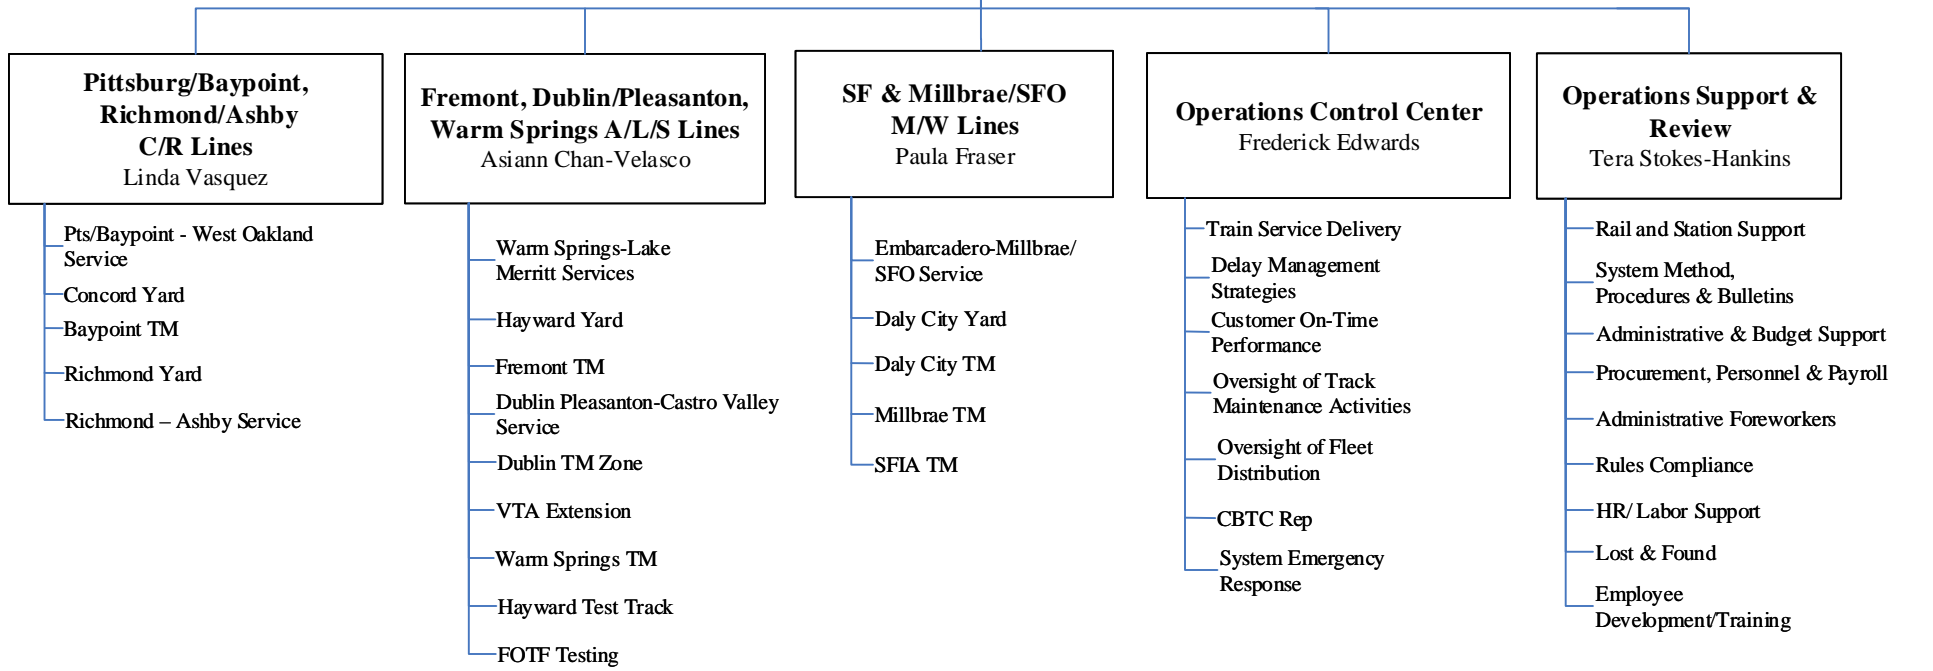 Pittsburg/Baypoint,
Richmond/Ashby
C/R Lines
Linda Vasquez
Pts/Baypoint - West Oakland
Service
Concord Yard
Baypoint TM
Richmond Yard
Richmond – Ashby Service
Fremont, Dublin/Pleasanton,
Warm Springs A/L/S Lines
Asiann Chan-Velasco
Warm Springs-Lake
Merritt Services
Hayward Yard
Fremont TM
Dublin Pleasanton-Castro Valley
Service
Dublin TM Zone
VTA Extension
Warm Springs TM
Hayward Test Track
FOTF Testing
SF & Millbrae/SFO
M/W Lines
Paula Fraser
Embarcadero-Millbrae/
SFO Service
Daly City Yard
Daly City TM
Millbrae TM
SFIA TM
Operations Control Center
Frederick Edwards
Train Service Delivery
Delay Management
Strategies
Customer On-Time
Performance
Oversight of Track
Maintenance Activities
Oversight of Fleet
Distribution
CBTC Rep
System Emergency
Response
Operations Support &
Review
Tera Stokes-Hankins
Rail and Station Support
System Method,
Procedures & Bulletins
Administrative & Budget Support
Procurement, Personnel & Payroll
Administrative Foreworkers
Rules Compliance
HR/ Labor Support
Lost & Found
Employee
Development/Training